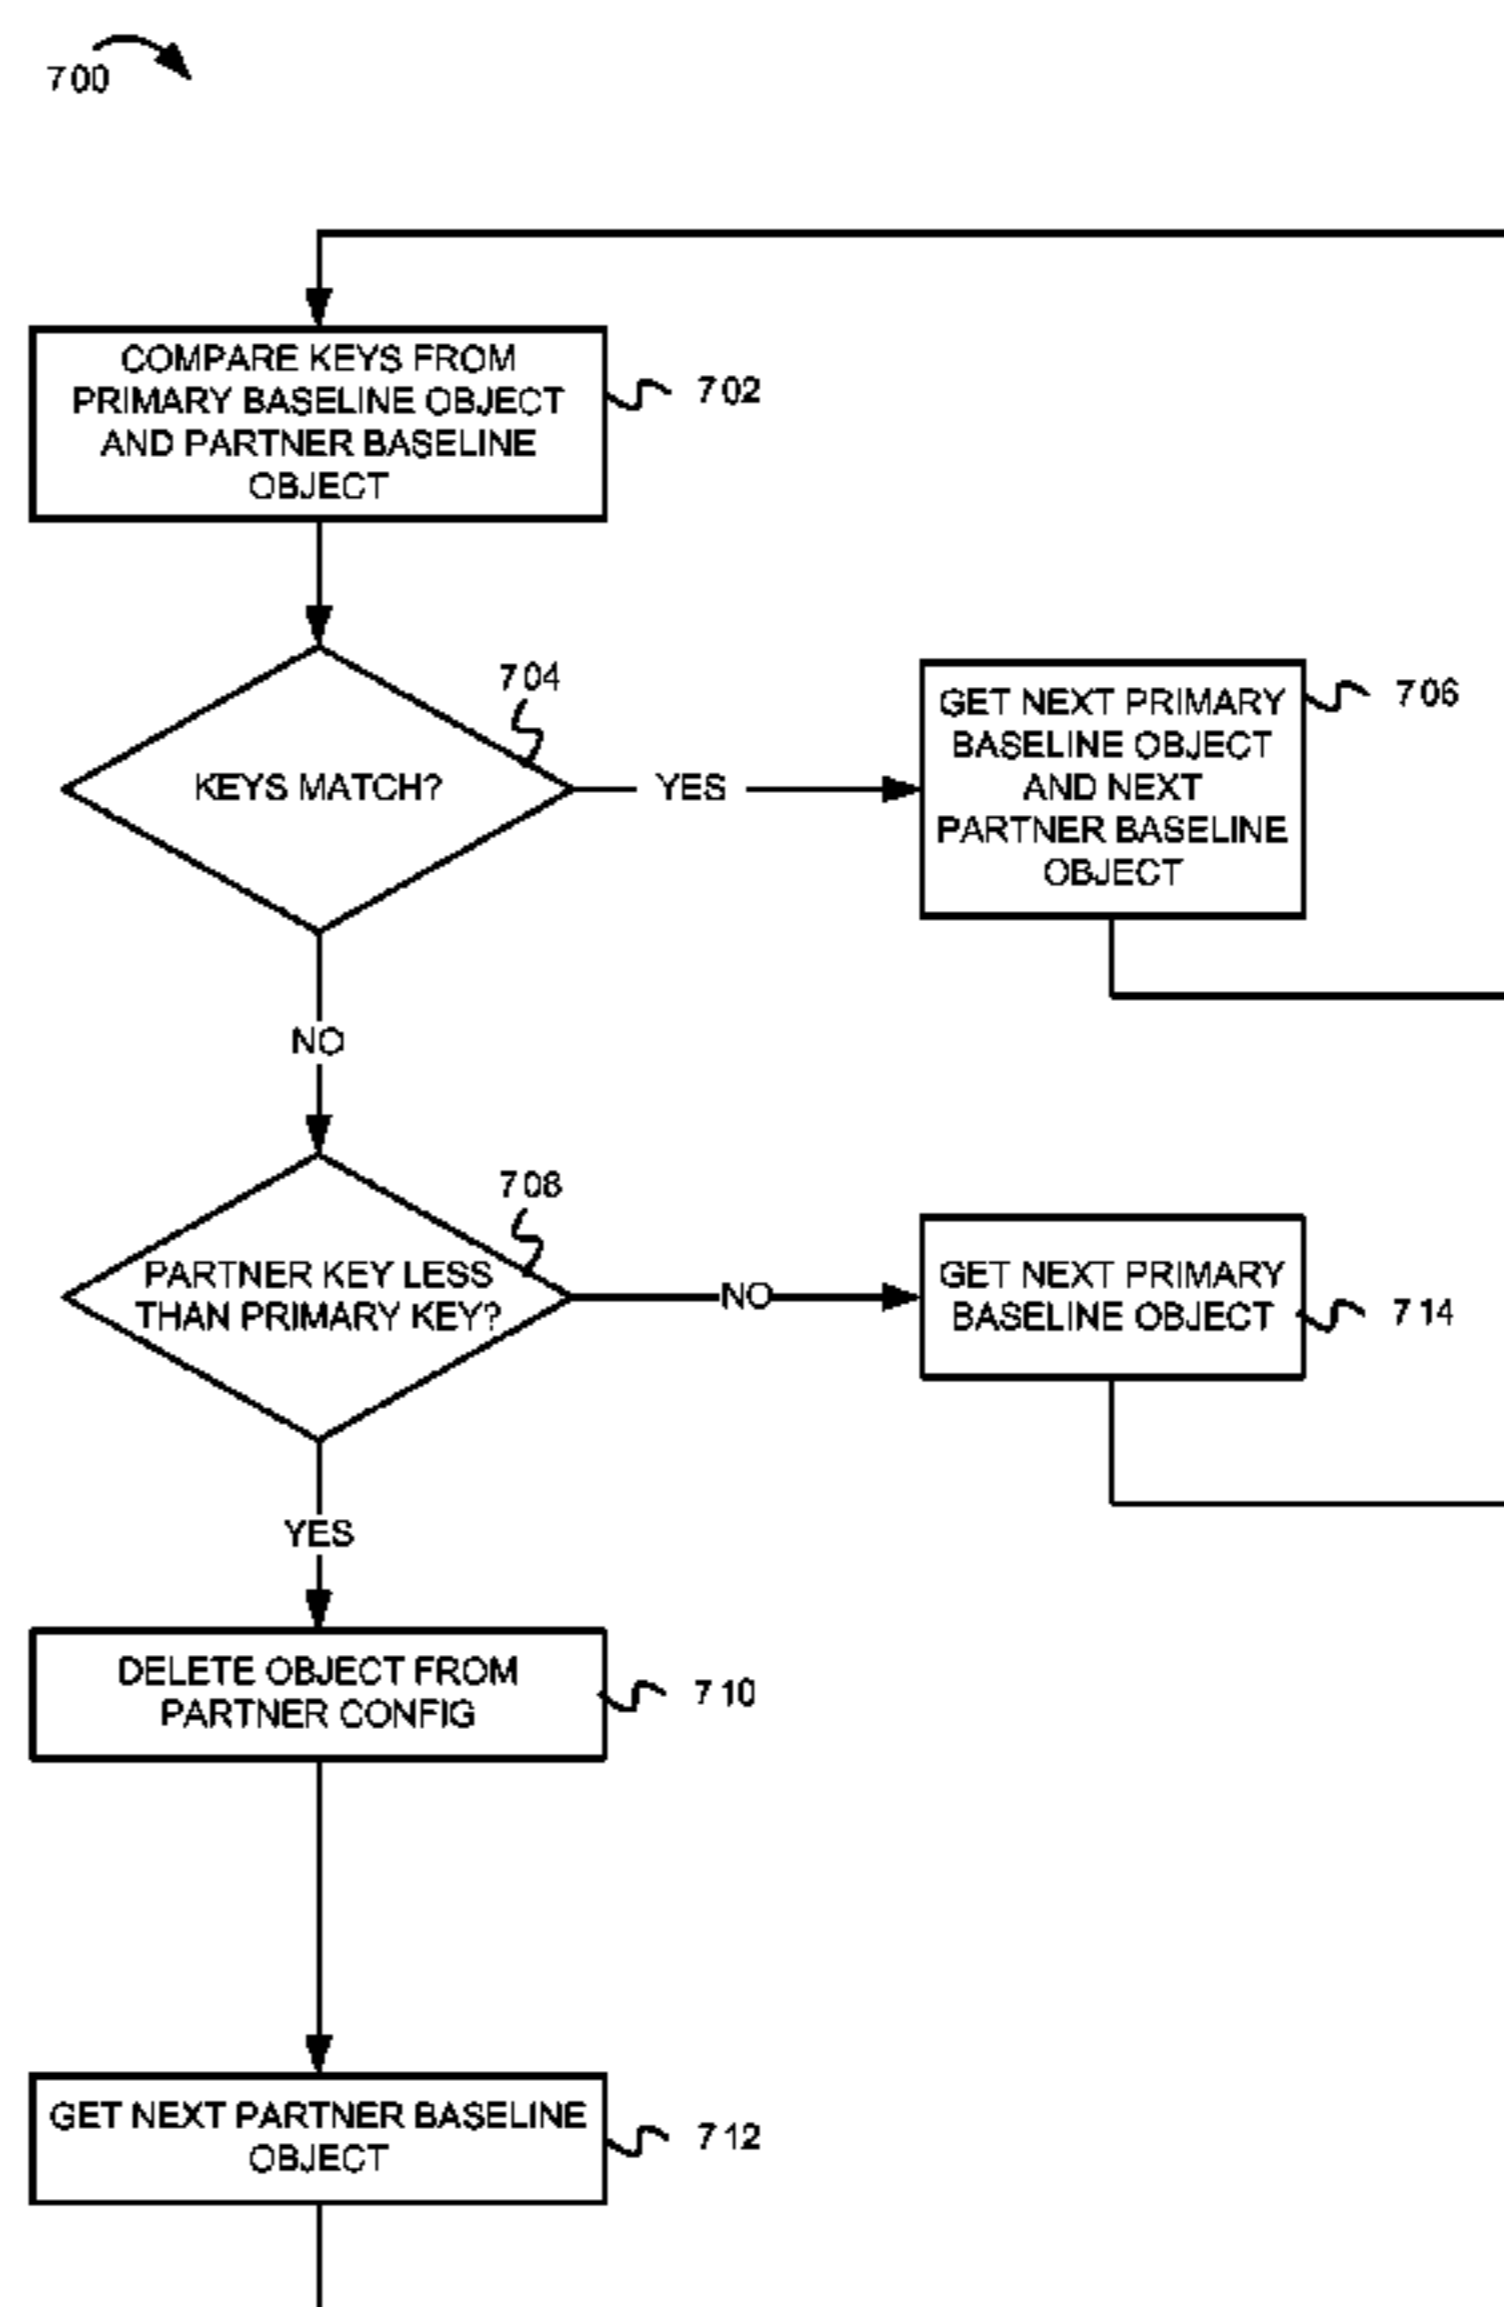 700
COMPARE KEYS FROM
PRIMARY BASELINE OBJECT
AND PARTNER BASELINE
OBJECT
702
704
KEYS MATCH?
YES
GET NEXT PRIMARY
BASELINE OBJECT
AND NEXT
PARTNER BASELINE
OBJECT
706
NO
708
PARTNER KEY LESS
THAN PRIMARY KEY?
NO
GET NEXT PRIMARY
BASELINE OBJECT
714
YES
DELETE OBJECT FROM
PARTNER CONFIG
710
GET NEXT PARTNER BASELINE
OBJECT
712